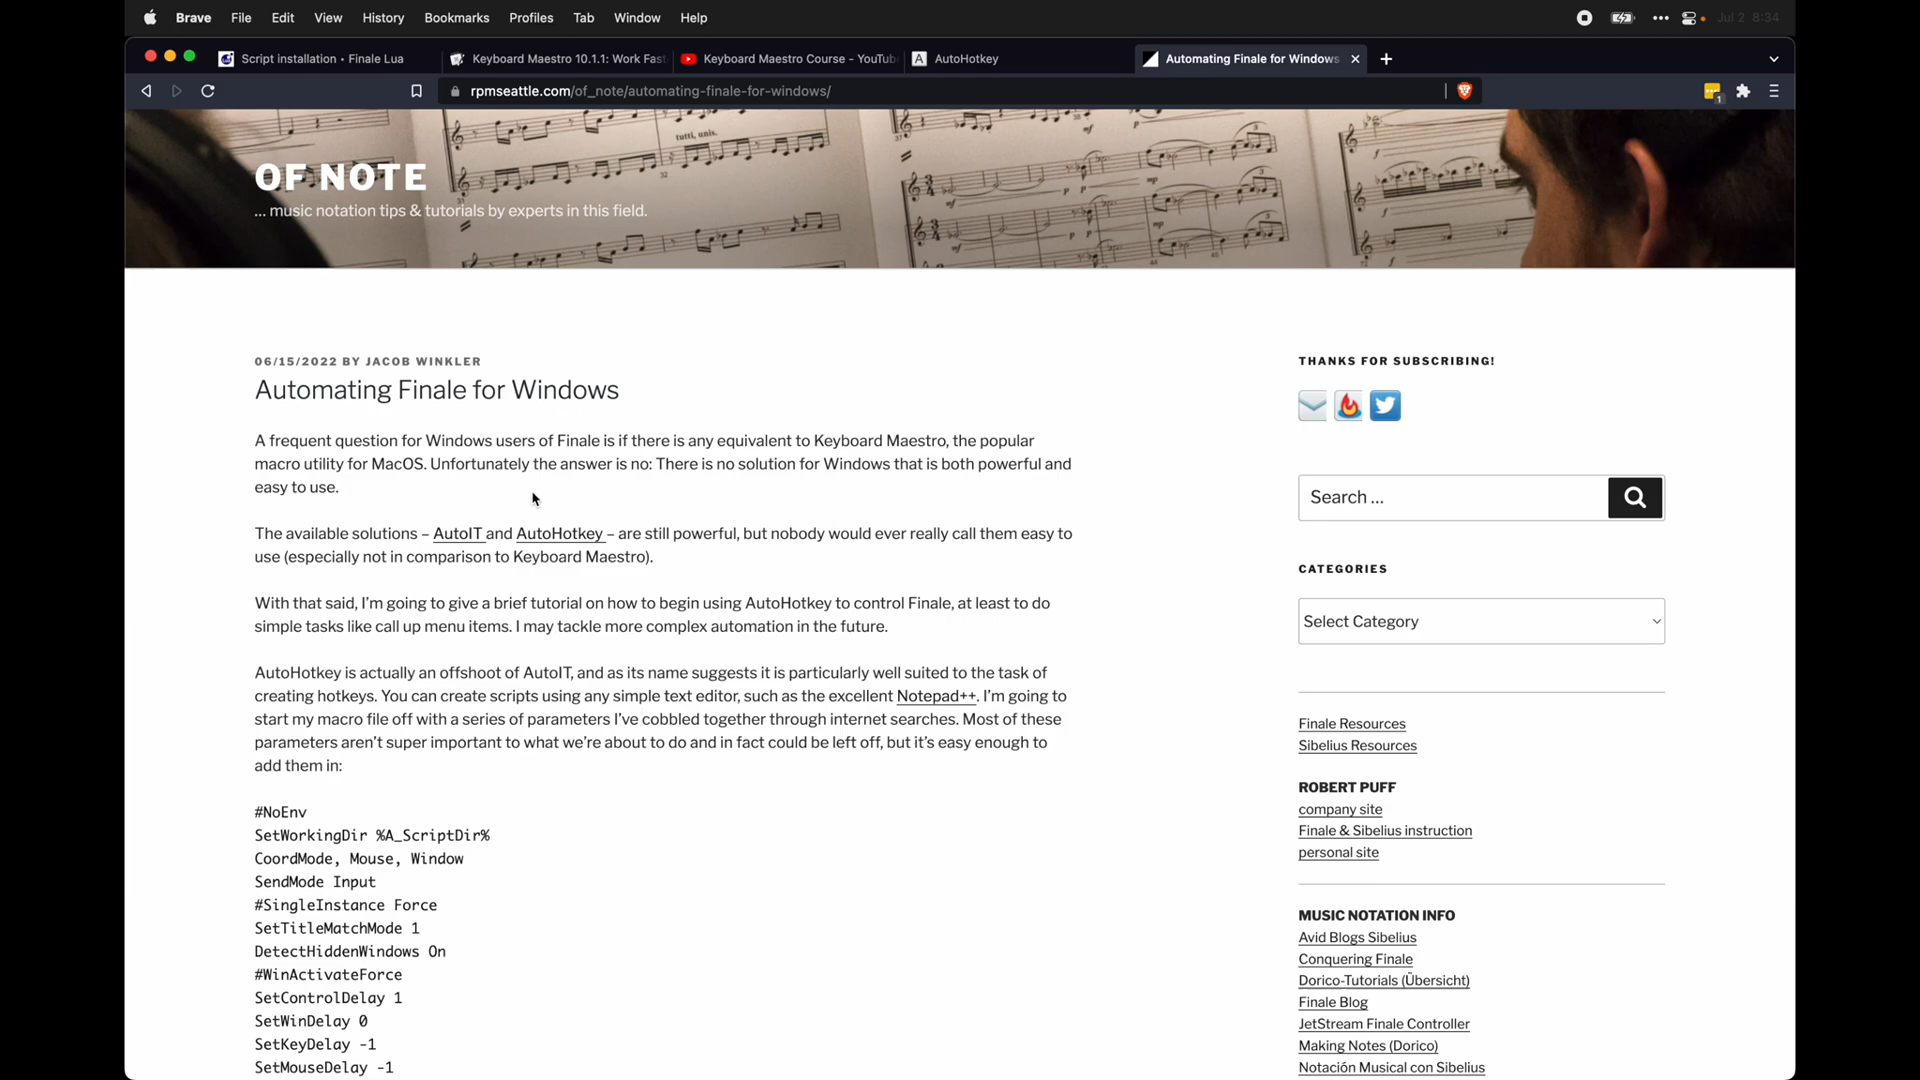 Brave File Edit View History Bookmarks Profiles Tab Window Help
Jul 2 8:34
Script installation • Finale Lua
Keyboard Maestro 10.1.1: Work Fast
Keyboard Maestro Course - YouTub
AutoHotkey
Automating Finale for Windows
rpmseattle.com/of_note/automating-finale-for-windows/
1
tutti, unis.
OF NOTE
... music notation tips & tutorials by experts in this field.
06/15/2022 BY JACOB WINKLER
Automating Finale for Windows
A frequent question for Windows users of Finale is if there is any equivalent to Keyboard Maestro, the popular
macro utility for MacOS. Unfortunately the answer is no: There is no solution for Windows that is both powerful and
easy to use.
The available solutions – AutoIT and AutoHotkey – are still powerful, but nobody would ever really call them easy to
use (especially not in comparison to Keyboard Maestro).
With that said, I’m going to give a brief tutorial on how to begin using AutoHotkey to control Finale, at least to do
simple tasks like call up menu items. I may tackle more complex automation in the future.
AutoHotkey is actually an offshoot of AutoIT, and as its name suggests it is particularly well suited to the task of
creating hotkeys. You can create scripts using any simple text editor, such as the excellent Notepad++. I’m going to
start my macro file off with a series of parameters I’ve cobbled together through internet searches. Most of these
parameters aren’t super important to what we’re about to do and in fact could be left off, but it’s easy enough to
add them in:
#NoEnv
SetWorkingDir %A_ScriptDir%
CoordMode, Mouse, Window
SendMode Input
#SingleInstance Force
SetTitleMatchMode 1
DetectHiddenWindows On
#WinActivateForce
SetControlDelay 1
SetWinDelay 0
SetKeyDelay -1
SetMouseDelay -1
THANKS FOR SUBSCRIBING!
Search ...
CATEGORIES
Select Category
Finale Resources
Sibelius Resources
ROBERT PUFF
company site
Finale & Sibelius instruction
personal site
MUSIC NOTATION INFO
Avid Blogs Sibelius
Conquering Finale
Dorico-Tutorials (Übersicht)
Finale Blog
JetStream Finale Controller
Making Notes (Dorico)
Notación Musical con Sibelius